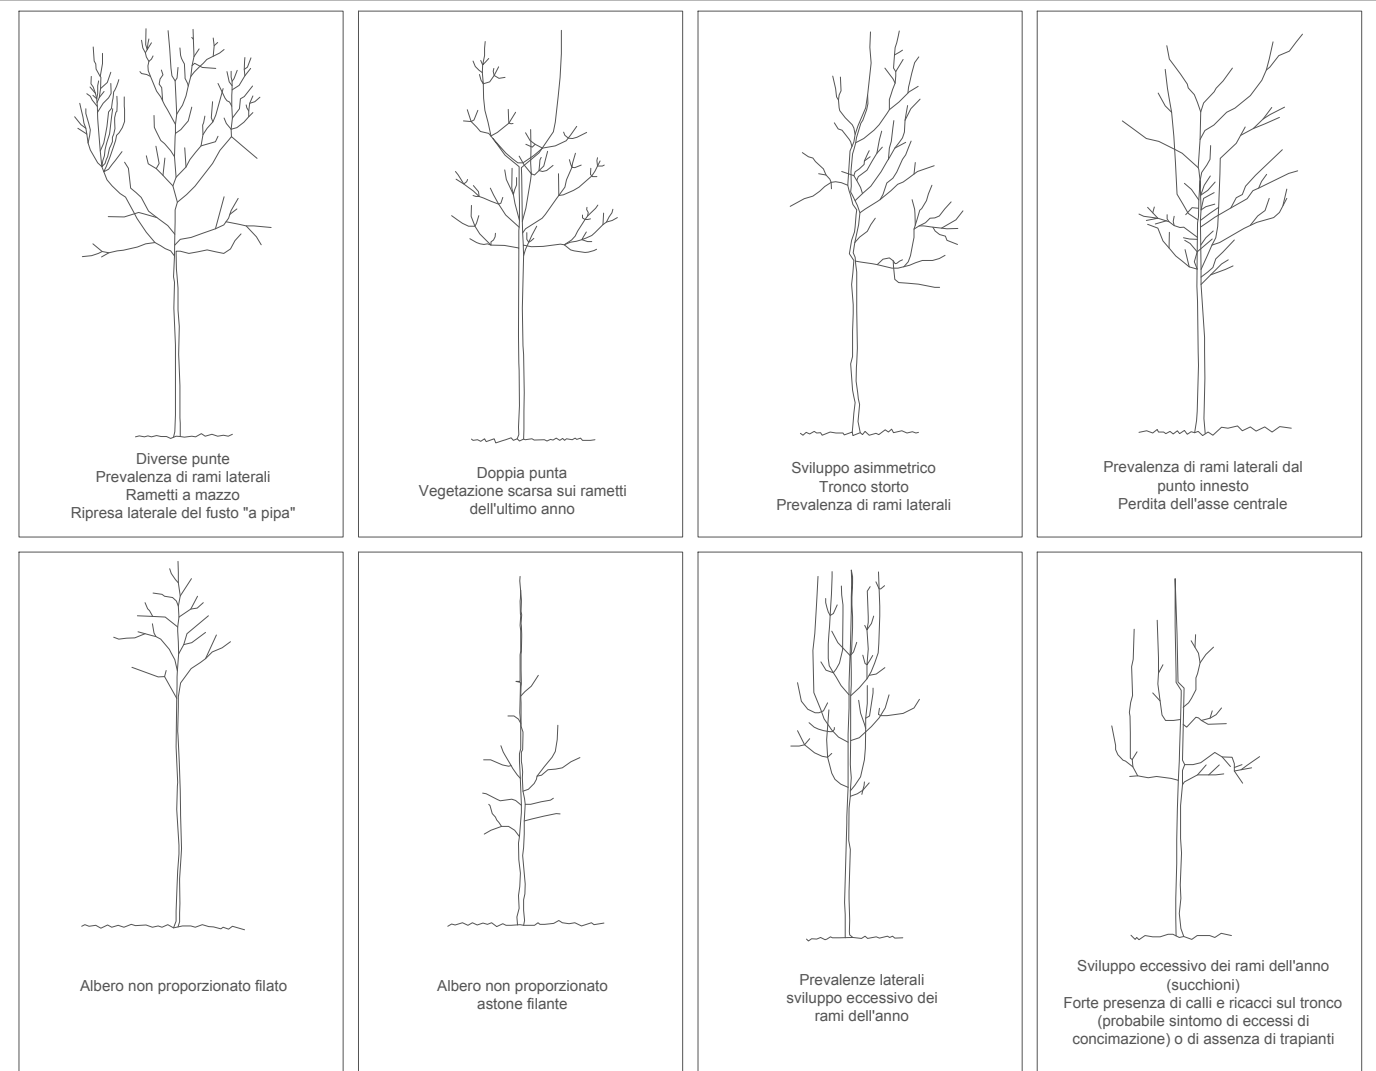 Diverse punte
Prevalenza di rami laterali
Rametti a mazzo
Ripresa laterale del fusto "a pipa"
Doppia punta
Vegetazione scarsa sui rametti
dell'ultimo anno
Sviluppo asimmetrico
Tronco storto
Prevalenza di rami laterali
Prevalenza di rami laterali dal
punto innesto
Perdita dell'asse centrale
Albero non proporzionato filato
Albero non proporzionato
astone filante
Prevalenze laterali
sviluppo eccessivo dei
rami dell'anno
Sviluppo eccessivo dei rami dell'anno
(succhioni)
Forte presenza di calli e ricacci sul tronco
(probabile sintomo di eccessi di
concimazione) o di assenza di trapianti